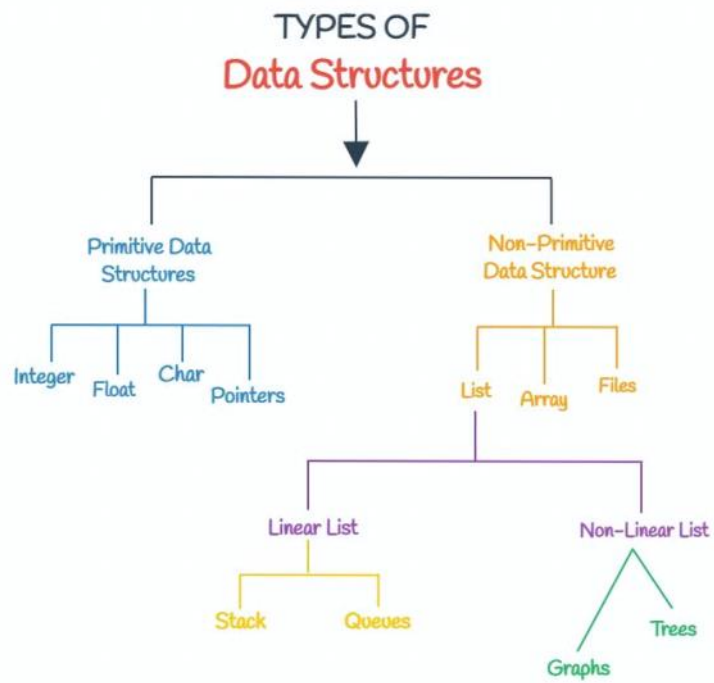 TYPES OF
Data Structures
Primitive Data
Structures
Non-Primitive
Data Structure
Integer
Float
Char
Pointers
List
Array
Files
Linear List
Non-Linear List
Stack
Queues
Graphs
Trees